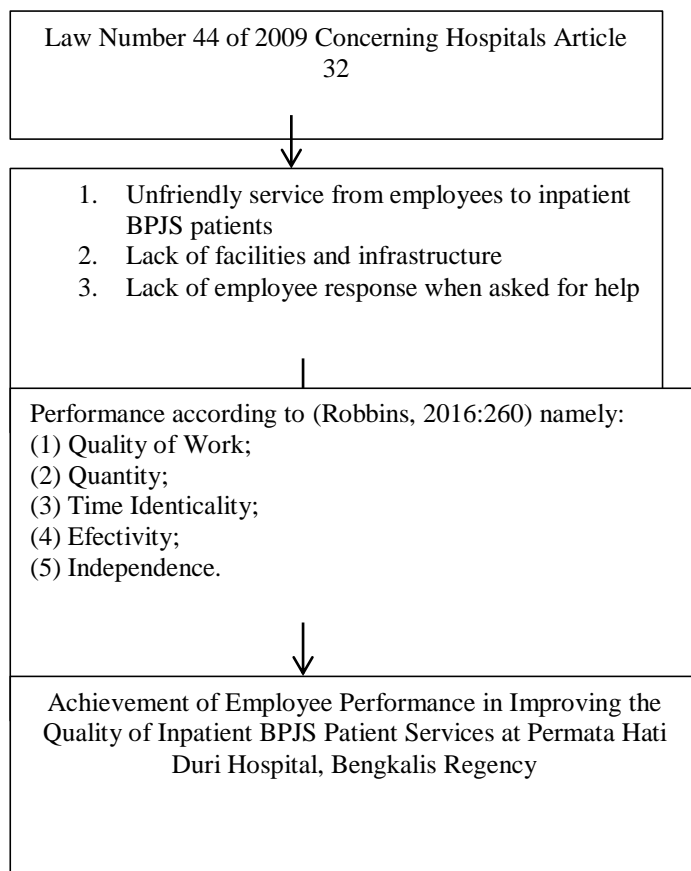 Law Number 44 of 2009 Concerning Hospitals Article
32
1. Unfriendly service from employees to inpatient
BPJS patients
2. Lack of facilities and infrastructure
3. Lack of employee response when asked for help
Performance according to (Robbins, 2016:260) namely:
(1) Quality of Work;
(2) Quantity;
(3) Time Identicality;
(4) Efectivity;
(5) Independence.
Achievement of Employee Performance in Improving the
Quality of Inpatient BPJS Patient Services at Permata Hati
Duri Hospital, Bengkalis Regency